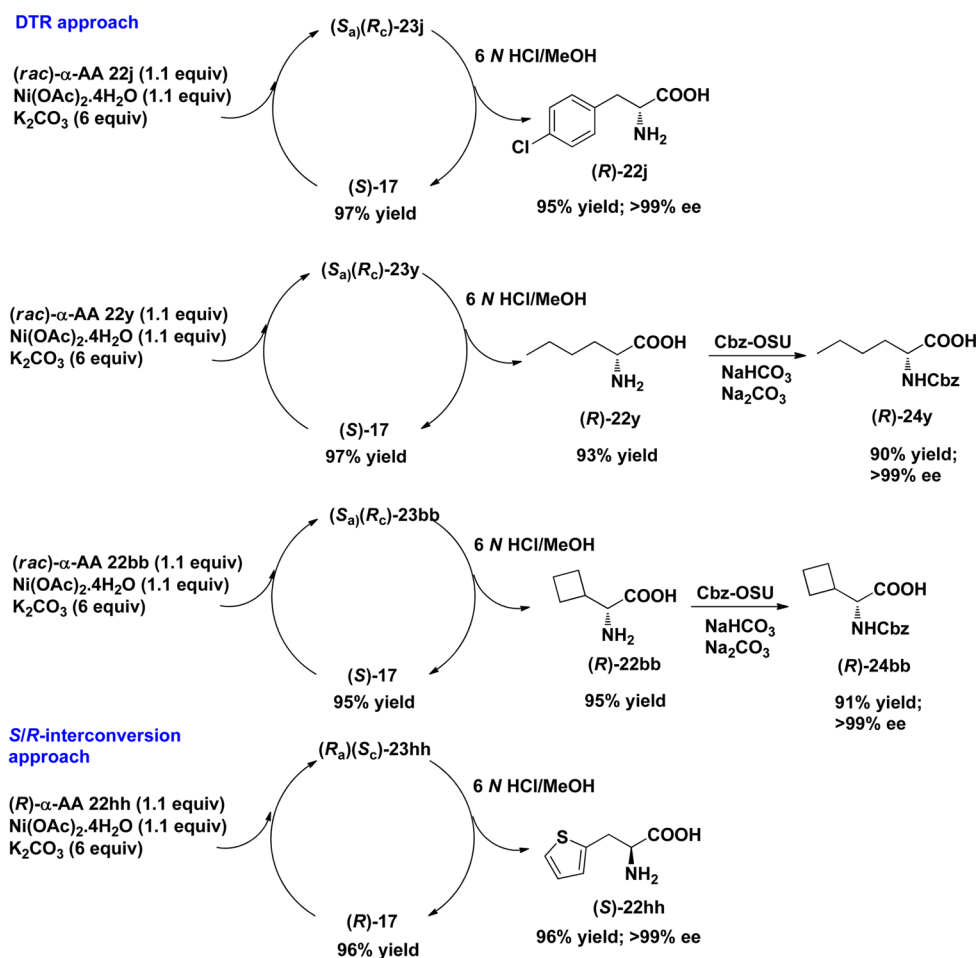 DTR approach
(Sa)(Rc)-23j
6 N HCl/MeOH
(rac)-α-AA 22j (1.1 equiv)
Ni(OAc)2.4H2O (1.1 equiv)
K2CO3 (6 equiv)
COOH
NH2
Cl
(R)-22j
(S)-17
97% yield
95% yield; >99% ee
(Sa)(Rc)-23y
6 N HCl/MeOH
(rac)-α-AA 22y (1.1 equiv)
Ni(OAc)2.4H2O (1.1 equiv)
K2CO3 (6 equiv)
COOH
NH2
(R)-22y
93% yield
Cbz-OSU
NaHCO3
Na2CO3
COOH
NHCbz
(R)-24y
90% yield;
>99% ee
(S)-17
97% yield
(Sa)(Rc)-23bb
6 N HCl/MeOH
(rac)-α-AA 22bb (1.1 equiv)
Ni(OAc)2.4H2O (1.1 equiv)
K2CO3 (6 equiv)
COOH
NH2
(R)-22bb
95% yield
Cbz-OSU
NaHCO3
Na2CO3
COOH
NHCbz
(R)-24bb
91% yield;
>99% ee
(S)-17
95% yield
S/R-interconversion
approach
(Ra)(Sc)-23hh
6 N HCl/MeOH
(R)-α-AA 22hh (1.1 equiv)
Ni(OAc)2.4H2O (1.1 equiv)
K2CO3 (6 equiv)
S
COOH
NH2
(S)-22hh
(R)-17
96% yield
96% yield; >99% ee